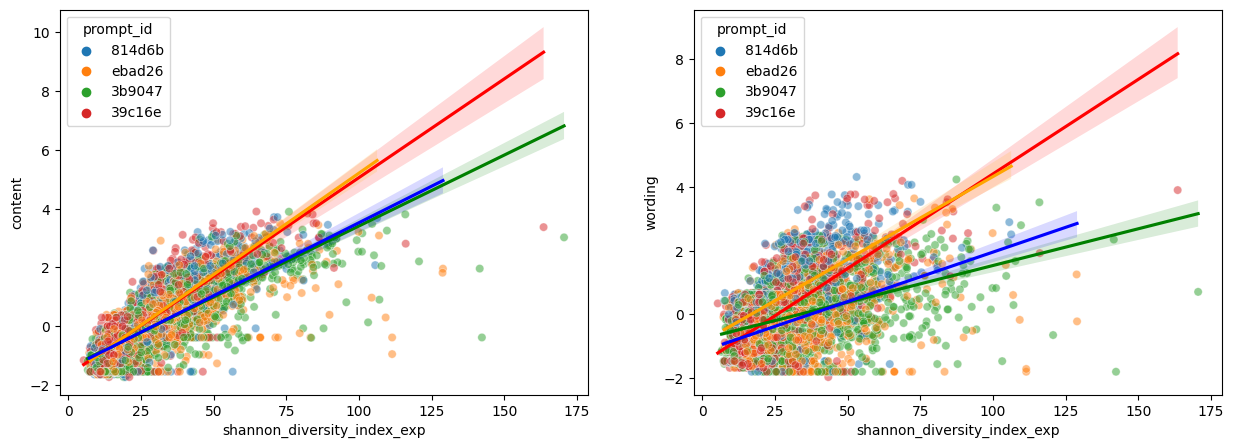 prompt_id
814d6b
ebad26
3b9047
39c16e
content
10
8
6
4
2
0
−2
0 25 50 75 100 125 150 175
shannon_diversity_index_exp
prompt_id
814d6b
ebad26
3b9047
39c16e
wording
8
6
4
2
0
−2
0 25 50 75 100 125 150 175
shannon_diversity_index_exp